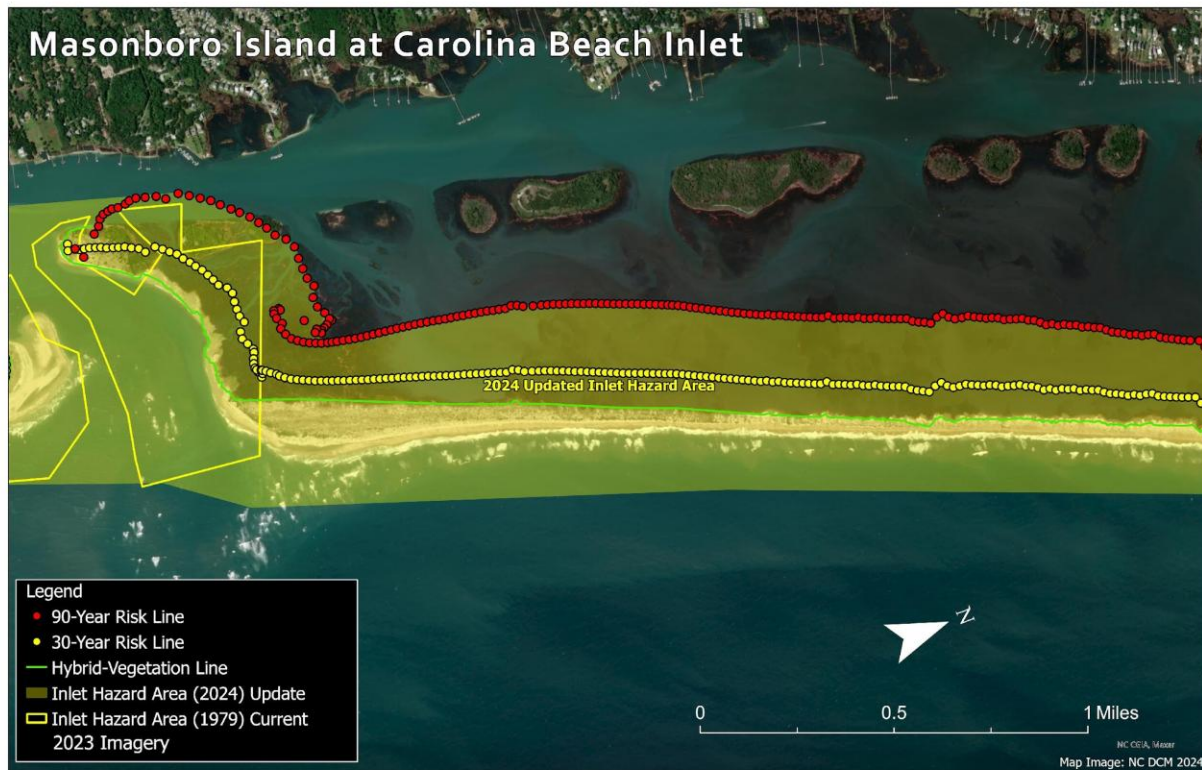 Masonboro Island at Carolina Beach Inlet
2024 Updated Inlet Hazard Area
Legend
90-Year Risk Line
30-Year Risk Line
Hybrid-Vegetation Line
Inlet Hazard Area (2024) Update
Inlet Hazard Area (1979) Current
2023 Imagery
N
0 0.5 1 Miles
NC CGIA, Maxar
Map Image: NC DCM 2024